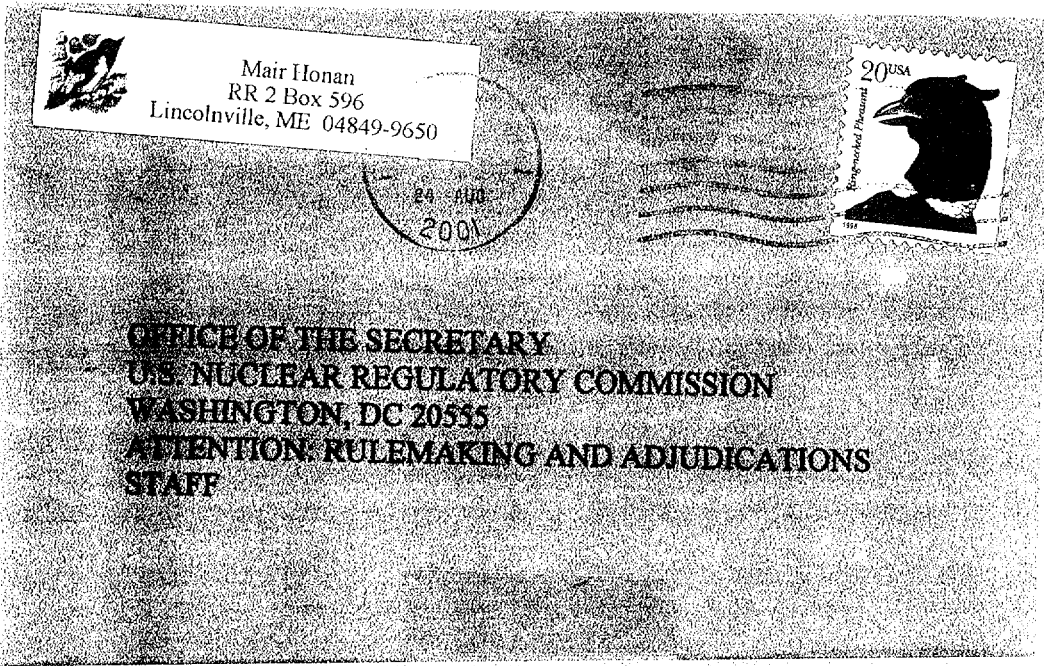 Mair Honan
RR 2 Box 596
Lincolnville, ME 04849-9650
24 AUG
2001
20USA
Ring-necked Pheasant
1998
OFFICE OF THE SECRETARY
U.S. NUCLEAR REGULATORY COMMISSION
WASHINGTON, DC 20555
ATTENTION: RULEMAKING AND ADJUDICATIONS
STAFF